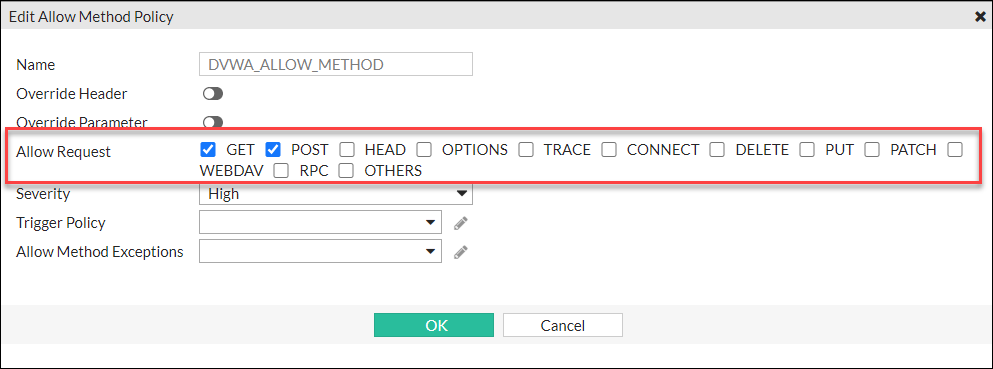 Edit Allow Method Policy
Name DVWA_ALLOW_METHOD
Override Header
Override Parameter
Allow Request GET POST HEAD OPTIONS TRACE CONNECT DELETE PUT PATCH
WEBDAV RPC OTHERS
Severity High
Trigger Policy
Allow Method Exceptions
OK Cancel